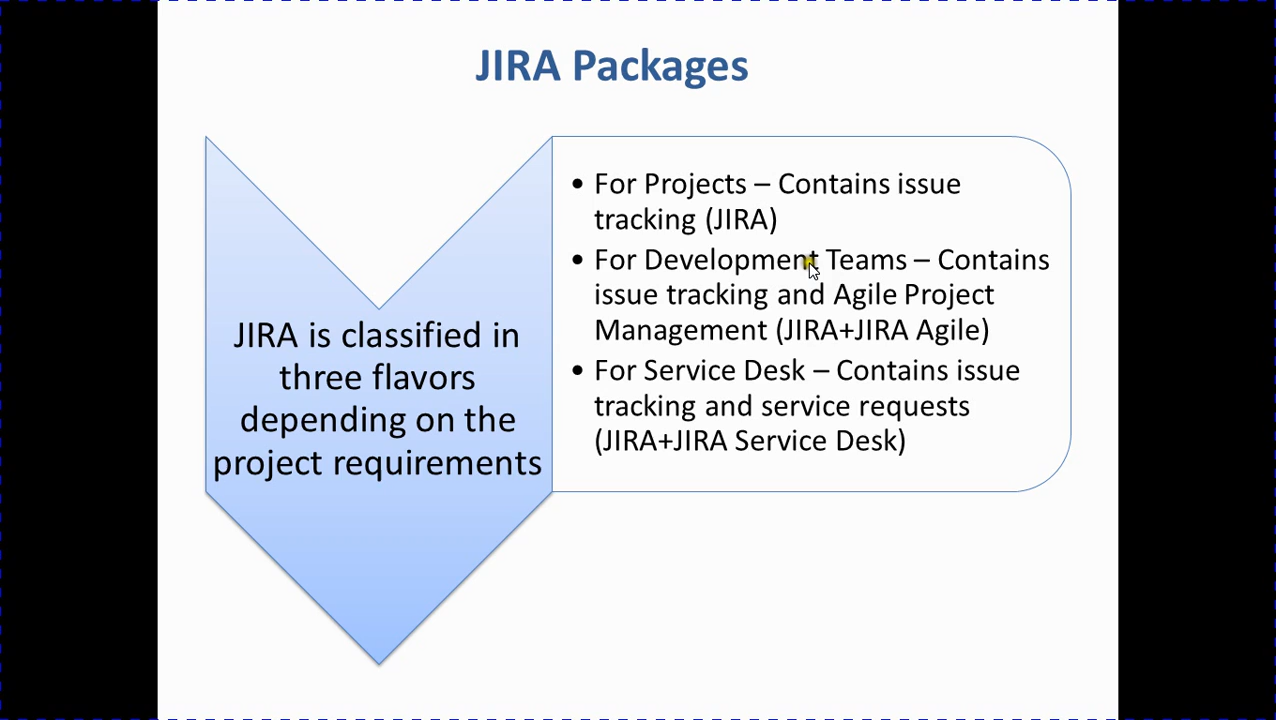 JIRA Packages
JIRA is classified in
three flavors
depending on the
project requirements
• For Projects – Contains issue
tracking (JIRA)
• For Development Teams – Contains
issue tracking and Agile Project
Management (JIRA+JIRA Agile)
• For Service Desk – Contains issue
tracking and service requests
(JIRA+JIRA Service Desk)